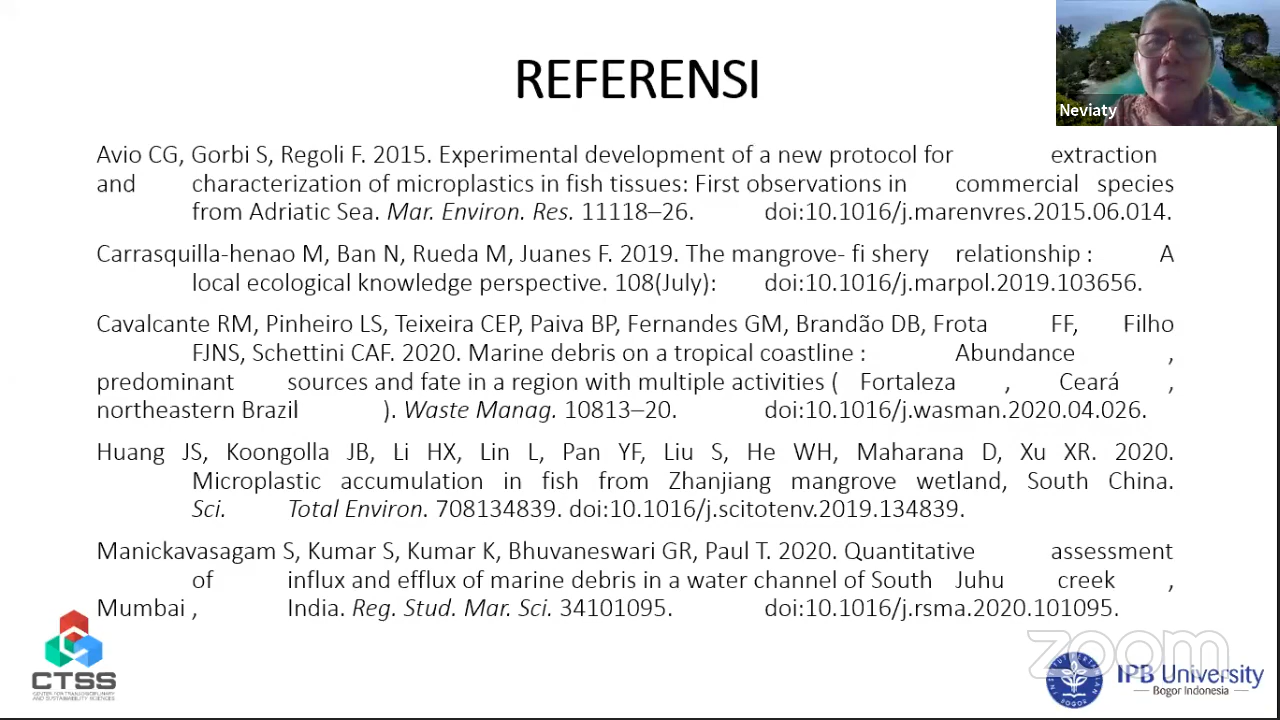 REFERENSI
Neviaty
Avio CG, Gorbi S, Regoli F. 2015. Experimental development of a new protocol for extraction
and characterization of microplastics in fish tissues: First observations in commercial species
from Adriatic Sea. Mar. Environ. Res. 11118–26. doi:10.1016/j.marenvres.2015.06.014.
Carrasquilla-henao M, Ban N, Rueda M, Juanes F. 2019. The mangrove- fi shery relationship : A
local ecological knowledge perspective. 108(July): doi:10.1016/j.marpol.2019.103656.
Cavalcante RM, Pinheiro LS, Teixeira CEP, Paiva BP, Fernandes GM, Brandão DB, Frota FF, Filho
FJNS, Schettini CAF. 2020. Marine debris on a tropical coastline : Abundance ,
predominant sources and fate in a region with multiple activities ( Fortaleza , Ceará ,
northeastern Brazil ). Waste Manag. 10813–20. doi:10.1016/j.wasman.2020.04.026.
Huang JS, Koongolla JB, Li HX, Lin L, Pan YF, Liu S, He WH, Maharana D, Xu XR. 2020.
Microplastic accumulation in fish from Zhanjiang mangrove wetland, South China.
Sci. Total Environ. 708134839. doi:10.1016/j.scitotenv.2019.134839.
Manickavasagam S, Kumar S, Kumar K, Bhuvaneswari GR, Paul T. 2020. Quantitative assessment
of influx and efflux of marine debris in a water channel of South Juhu creek ,
Mumbai , India. Reg. Stud. Mar. Sci. 34101095. doi:10.1016/j.rsma.2020.101095.
CTSS
CENTER FOR TRANSDISCIPLINARY
AND SUSTAINABILITY SCIENCES
zoom
IPB University
Bogor Indonesia